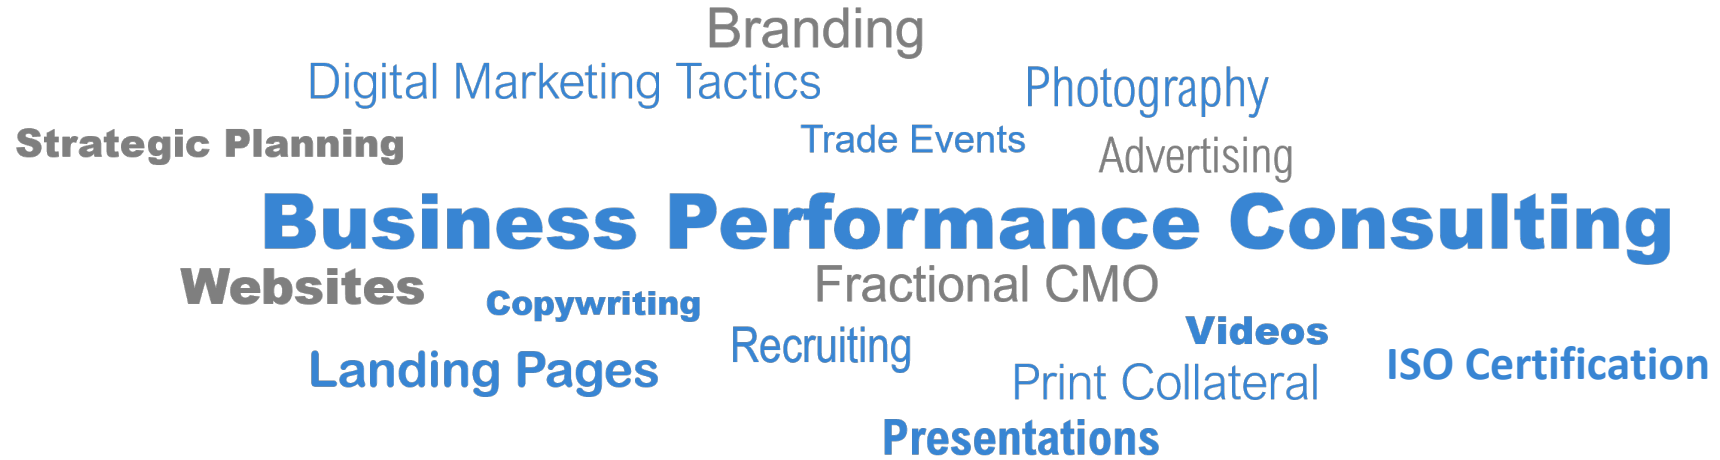 Branding
Digital Marketing Tactics
Photography
Strategic Planning
Trade Events
Advertising
Business Performance Consulting
Websites
Fractional CMO
Copywriting
Videos
Recruiting
Landing Pages
Print Collateral
ISO Certification
Presentations